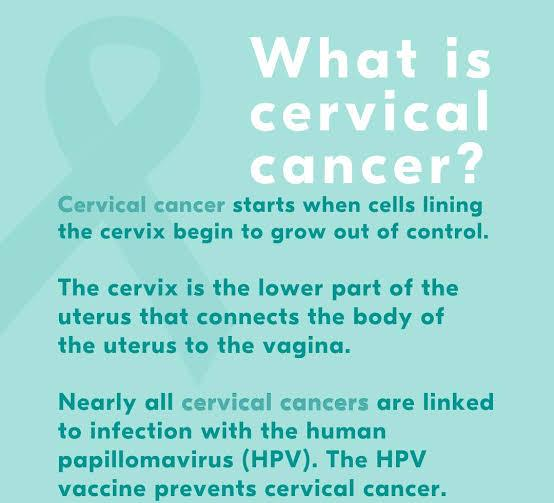 What is
cervical
cancer?
Cervical cancer starts when cells lining
the cervix begin to grow out of control.
The cervix is the lower part of the
uterus that connects the body of
the uterus to the vagina.
Nearly all cervical cancers are linked
to infection with the human
papillomavirus (HPV). The HPV
vaccine prevents cervical cancer.